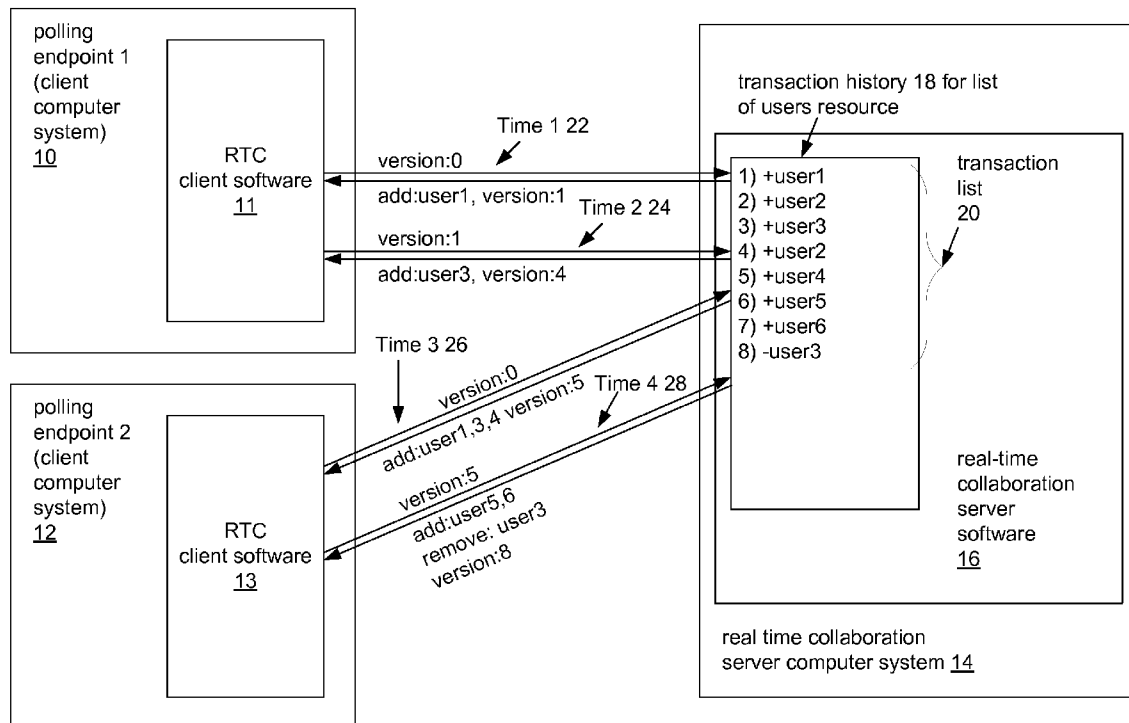 polling
endpoint 1
(client
computer
system)
10
RTC
client software
11
Time 1 22
version:0
add:user1, version:1
Time 2 24
version:1
add:user3, version:4
transaction history 18 for list
of users resource
1) +user1
2) +user2
3) +user3
4) +user2
5) +user4
6) +user5
7) +user6
8) -user3
transaction
list
20
polling
endpoint 2
(client
computer
system)
12
RTC
client software
13
Time 3 26
version:0
add:user1,3,4 version:5
Time 4 28
version:5
add:user5,6
remove: user3
version:8
real-time
collaboration
server
software
16
real time collaboration
server computer system 14